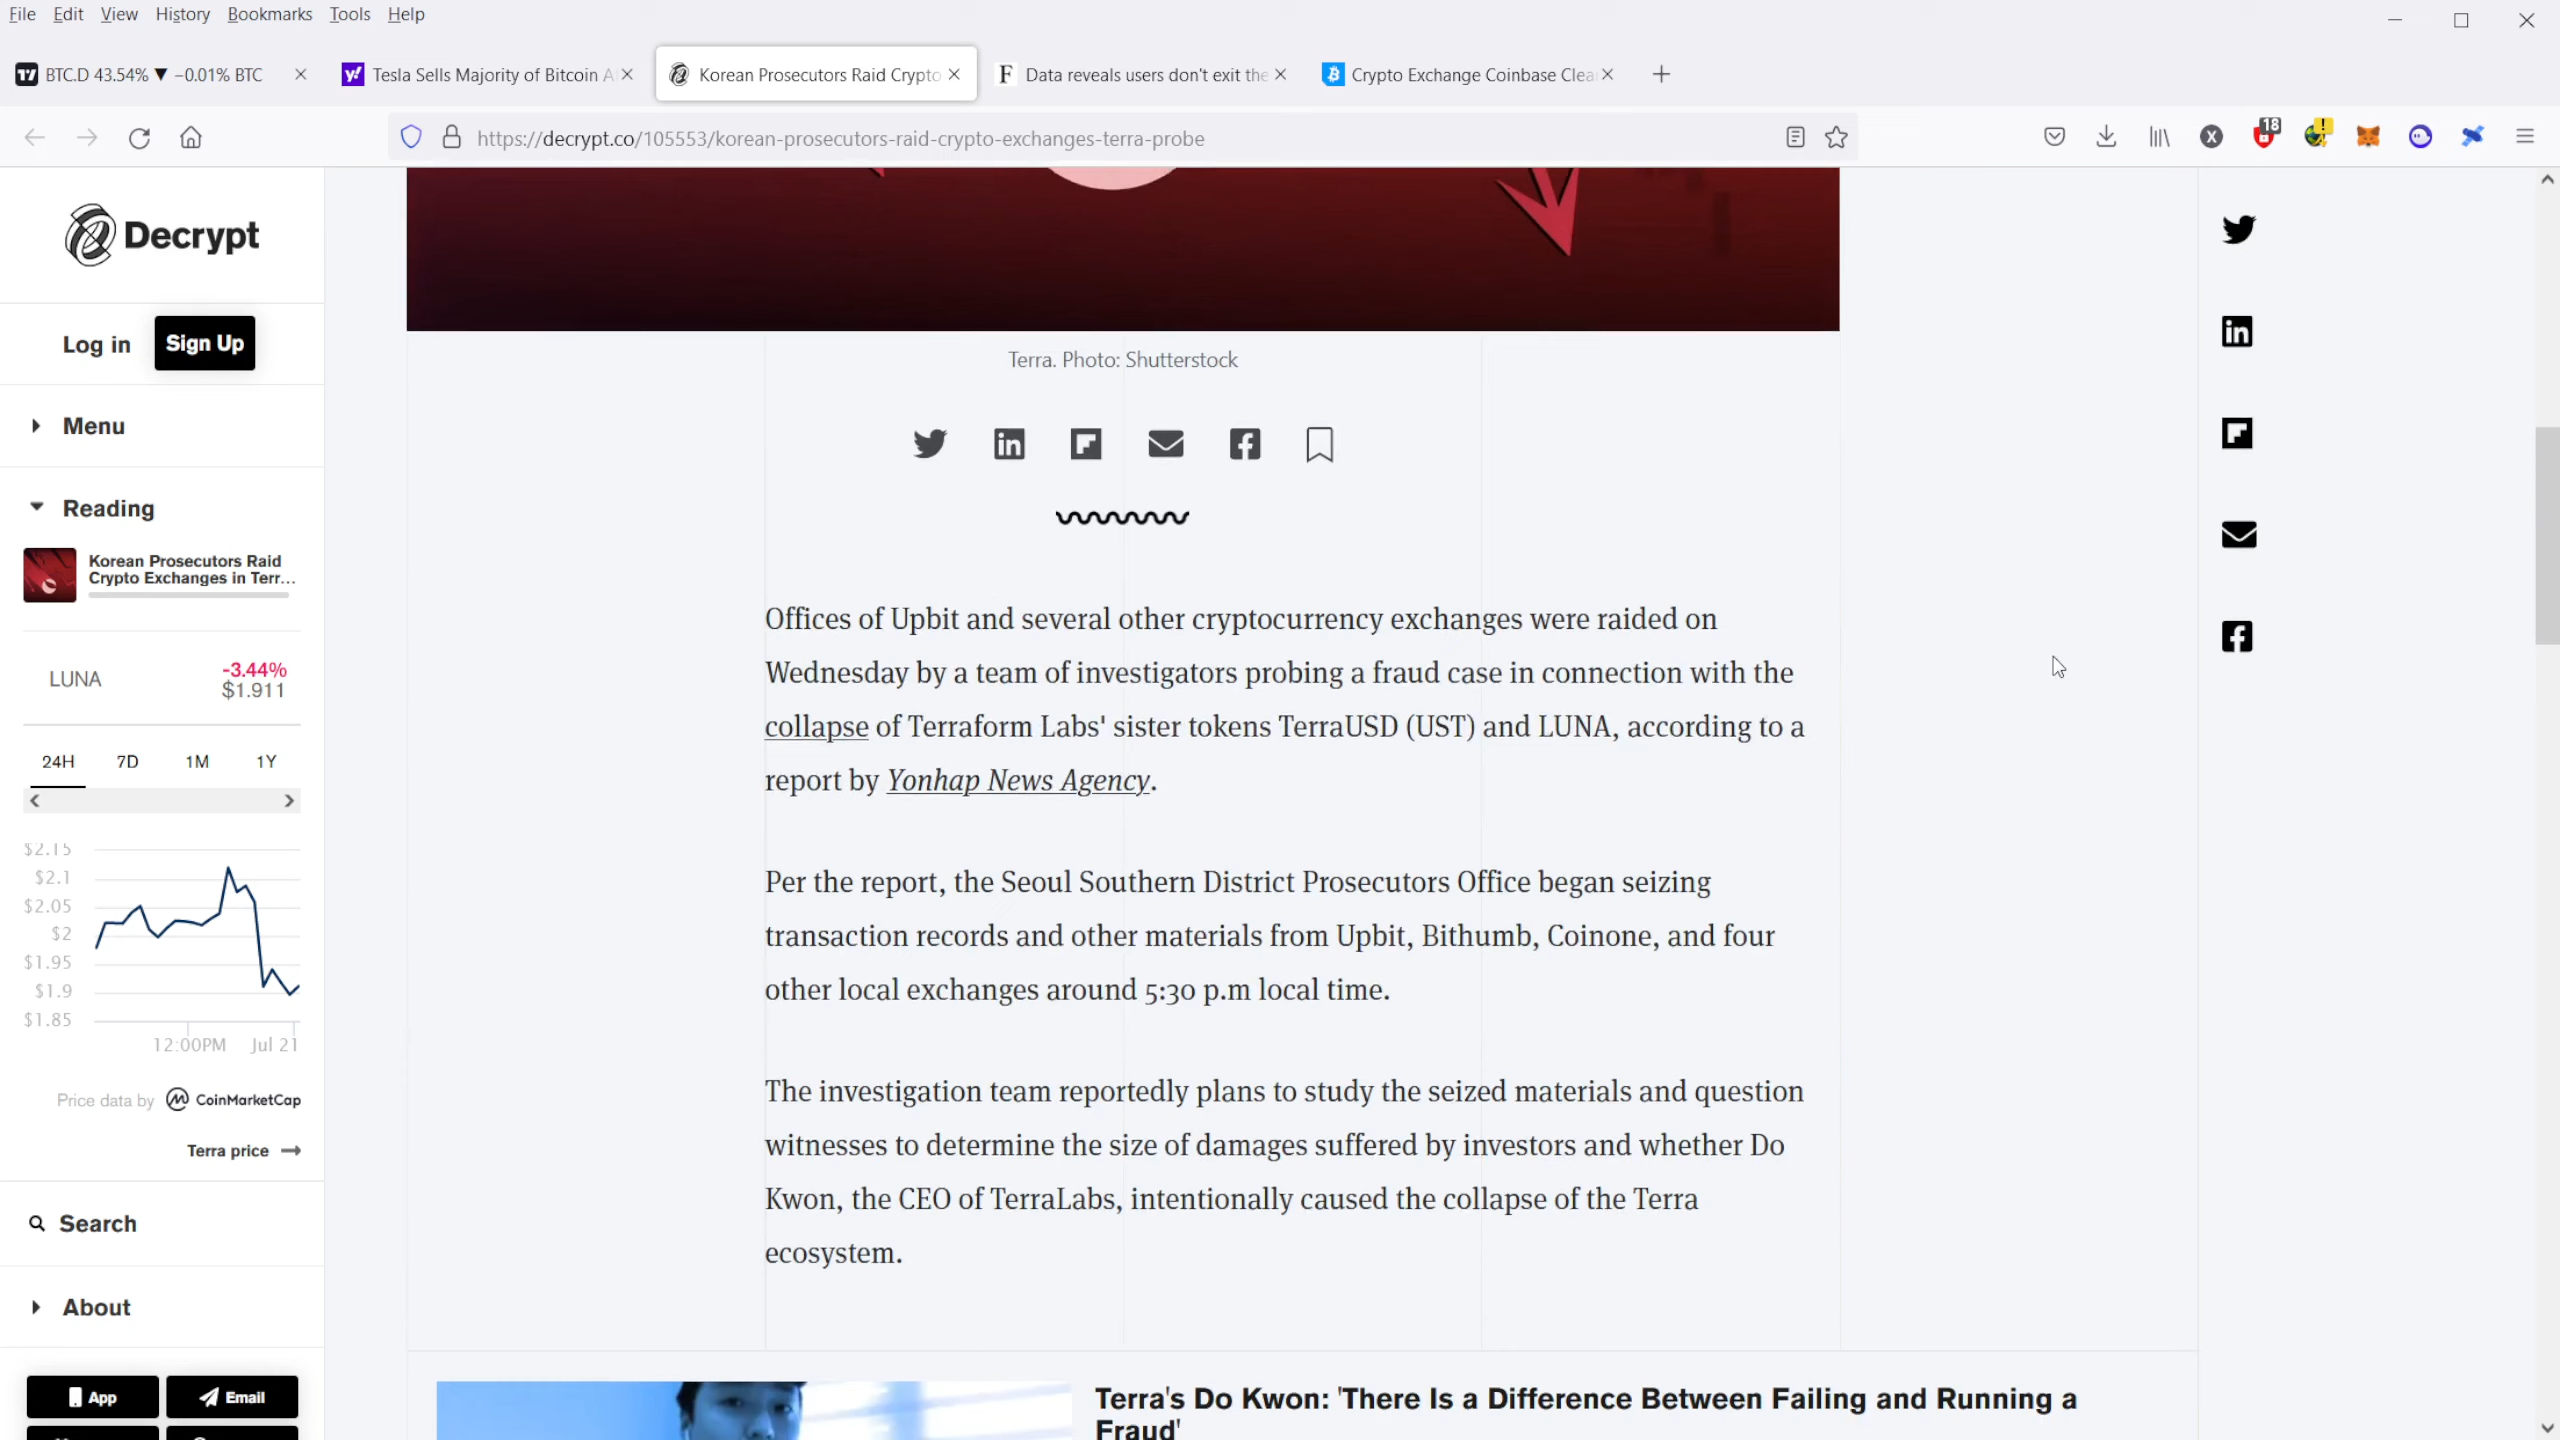 File Edit View History Bookmarks Tools Help
BTC.D 43.54% ▼ −0.01% BTC
Tesla Sells Majority of Bitcoin A
Korean Prosecutors Raid Crypto
Data reveals users don't exit the
Crypto Exchange Coinbase Clea
https://decrypt.co/105553/korean-prosecutors-raid-crypto-exchanges-terra-probe
18
Decrypt
Log in Sign Up
Menu
Reading
Korean Prosecutors Raid
Crypto Exchanges in Terr...
LUNA
-3.44%
$1.911
24H 7D 1M 1Y
$2.15
$2.1
$2.05
$2
$1.95
$1.9
$1.85
12:00PM Jul 21
Price data by CoinMarketCap
Terra price
Search
About
App Email
Terra. Photo: Shutterstock
Offices of Upbit and several other cryptocurrency exchanges were raided on
Wednesday by a team of investigators probing a fraud case in connection with the
collapse of Terraform Labs' sister tokens TerraUSD (UST) and LUNA, according to a
report by Yonhap News Agency.
Per the report, the Seoul Southern District Prosecutors Office began seizing
transaction records and other materials from Upbit, Bithumb, Coinone, and four
other local exchanges around 5:30 p.m local time.
The investigation team reportedly plans to study the seized materials and question
witnesses to determine the size of damages suffered by investors and whether Do
Kwon, the CEO of TerraLabs, intentionally caused the collapse of the Terra
ecosystem.
Terra's Do Kwon: 'There Is a Difference Between Failing and Running a
Fraud'